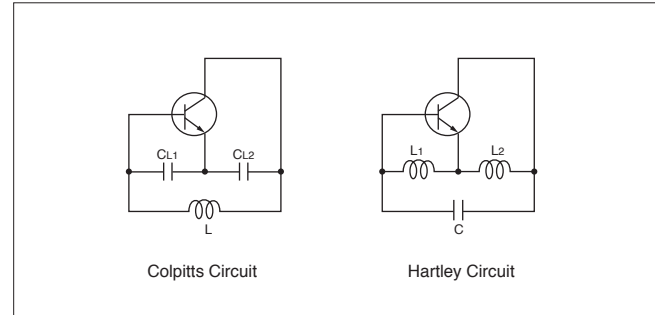 CL1 CL2
L
Colpitts Circuit
L1 L2
C
Hartley Circuit